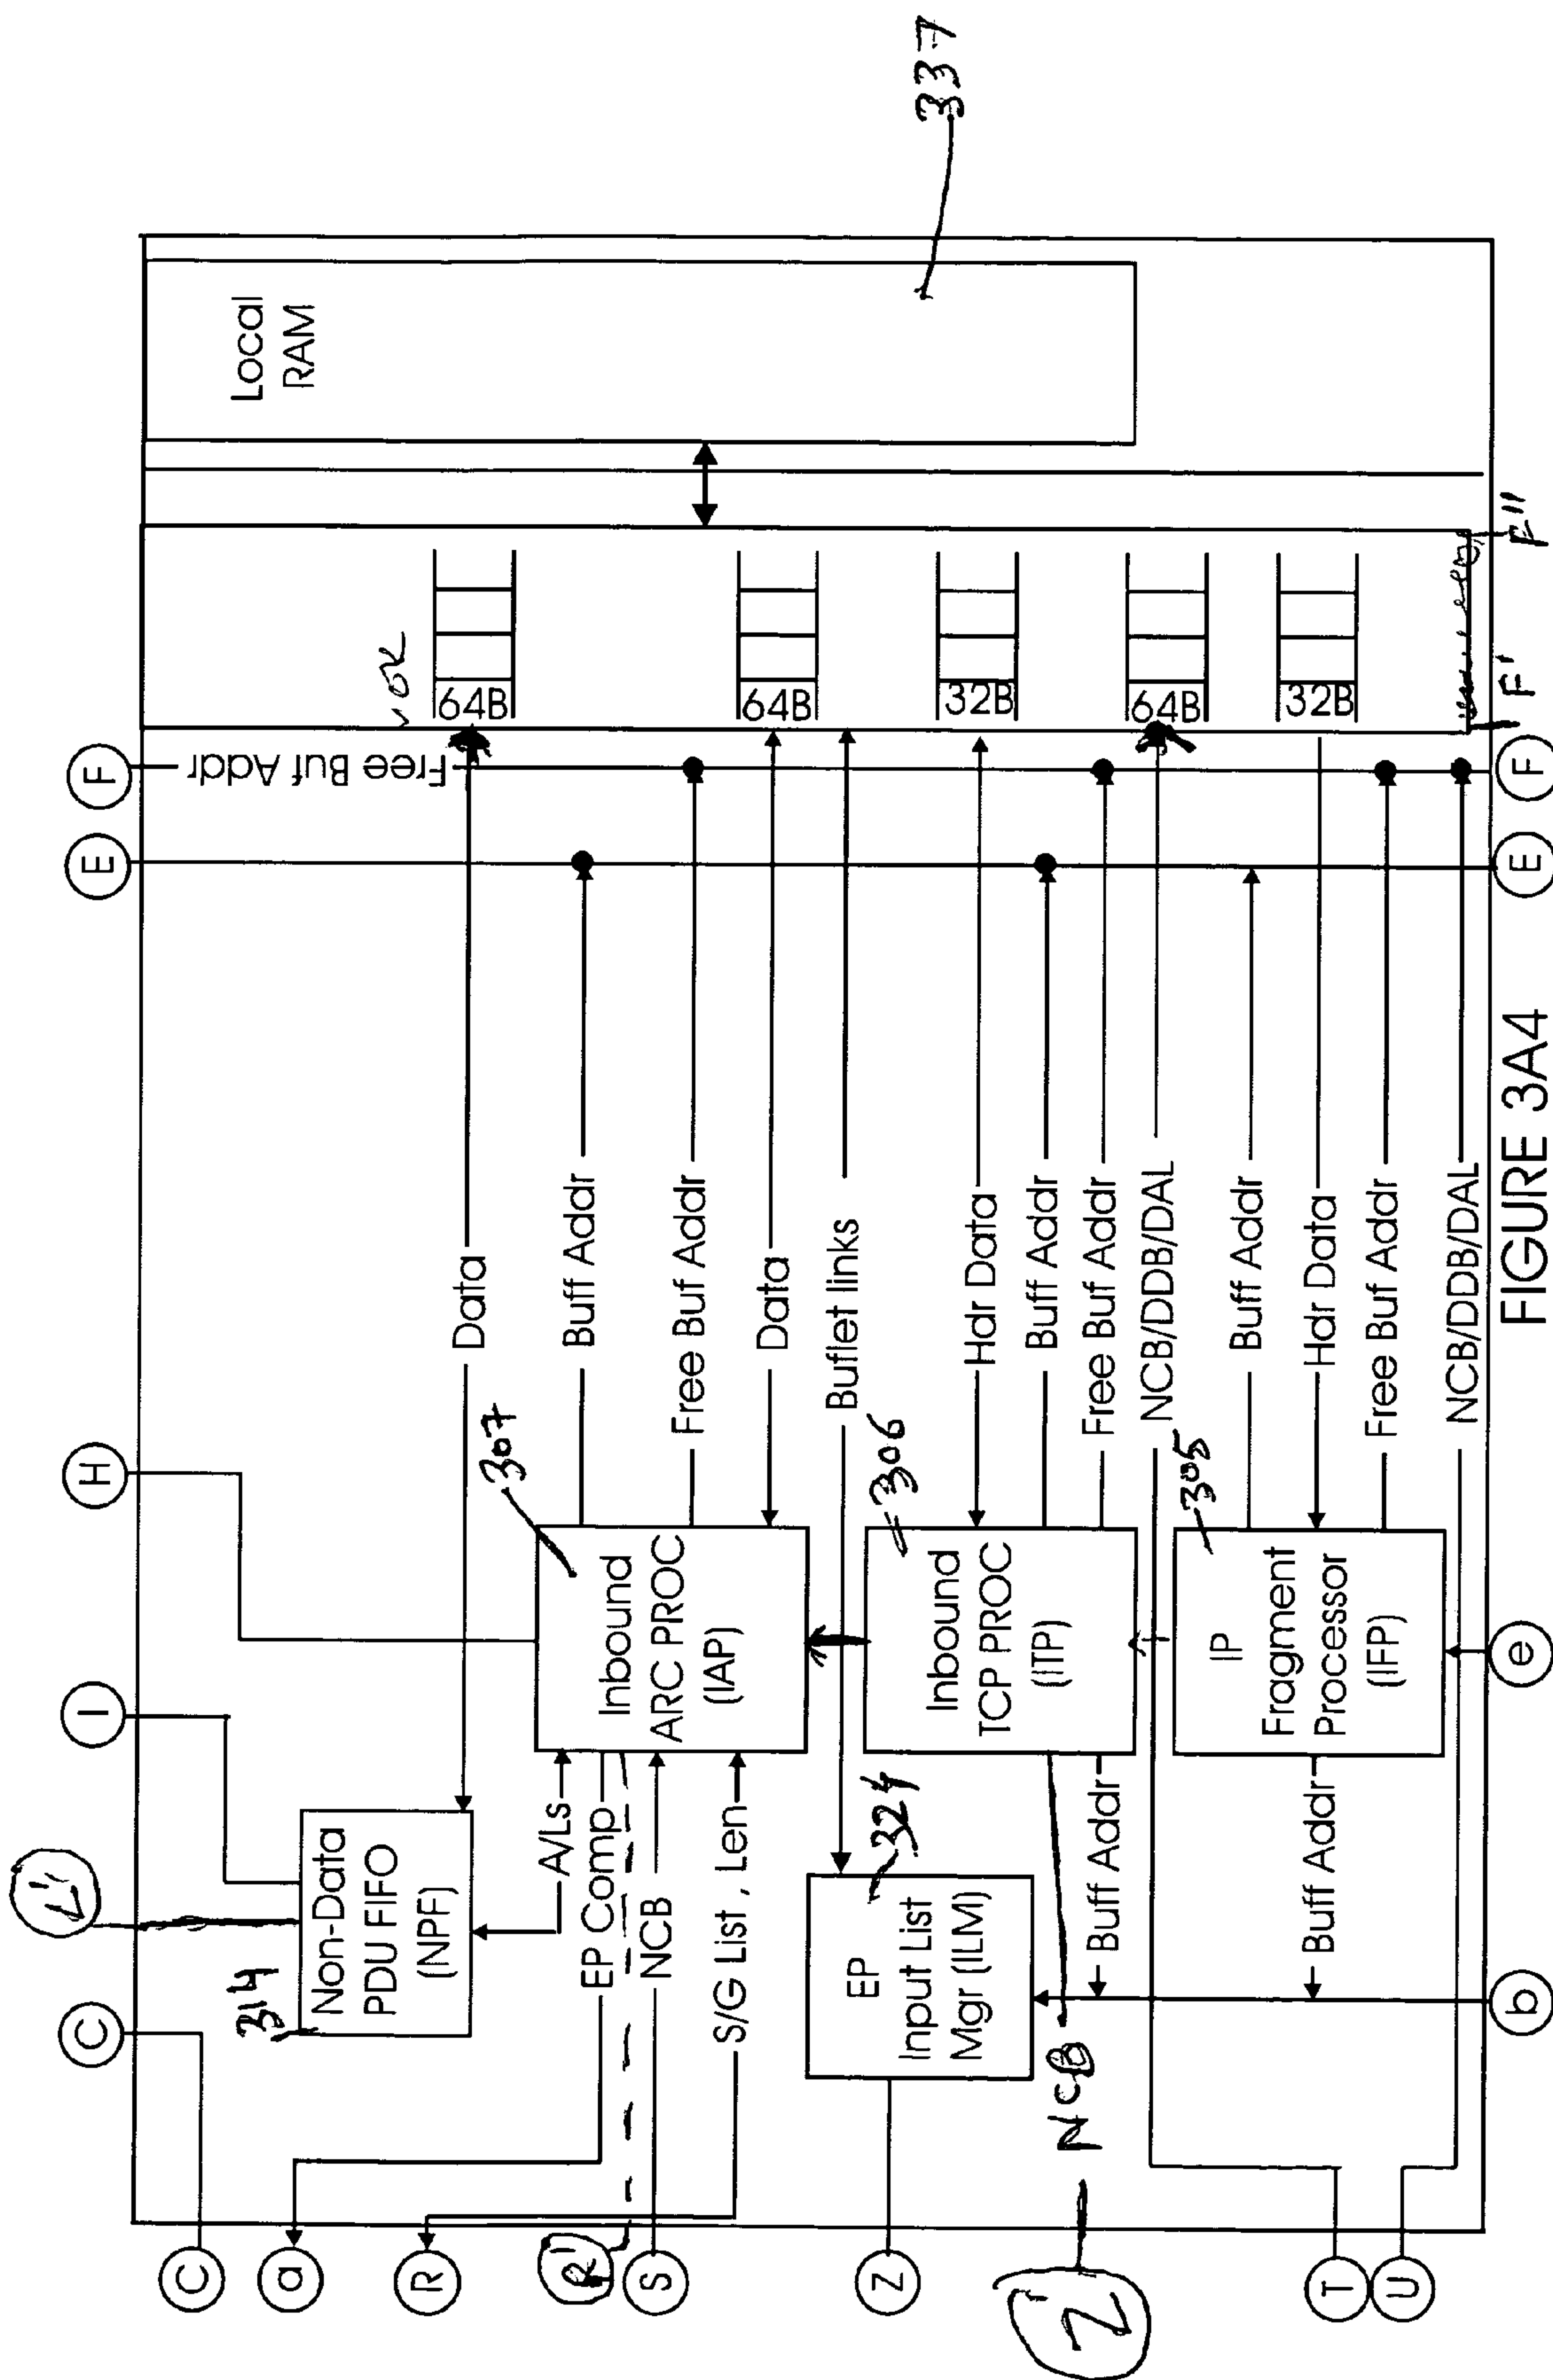 C
L'
I
H
E
F
C
a
R
R'
S
Z
Z'
T
U
314
Non-Data
PDU FIFO
(NPF)
Data
Free Buf Addr
64B
Local
RAM
337
A/Ls
EP Comp
NCB
S/G List , Len
307
Inbound
ARC PROC
(IAP)
Buff Addr
Free Buf Addr
Data
64B
Buflet links
324
EP
Input List
Mgr (ILM)
306
Inbound
TCP PROC
(ITP)
Hdr Data
32B
Buff Addr
Free Buf Addr
NCB
Buff Addr
NCB/DDB/DAL
64B
305
IP
Fragment
Processor
(IFP)
Buff Addr
Buff Addr
Hdr Data
32B
Free Buf Addr
NCB/DDB/DAL
b
e
E
F
F'
F"
FIGURE 3A4